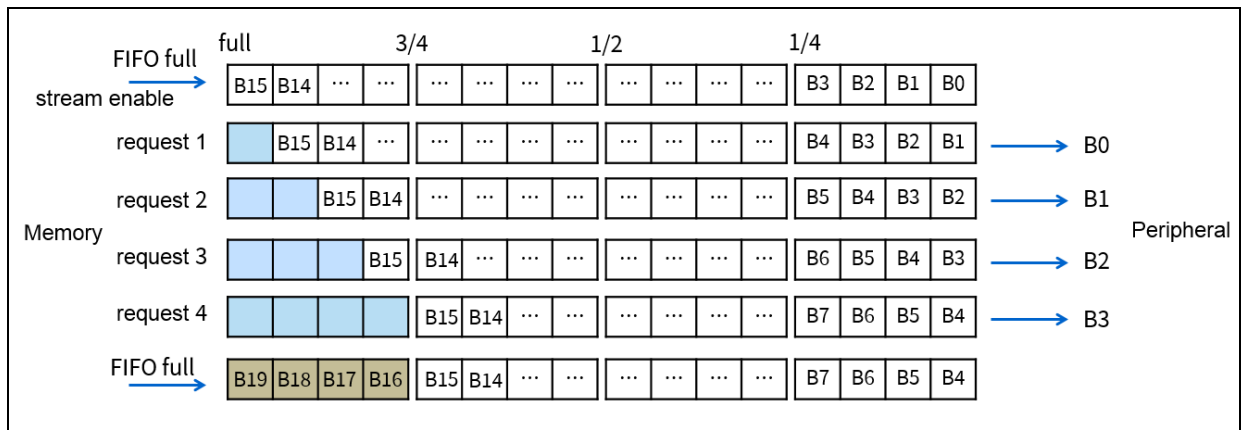 full 3/4 1/2 1/4
FIFO full
stream enable
B15 B14 ... ... ... ... ... ... ... ... ... ... B3 B2 B1 B0
request 1 B15 B14 ... ... ... ... ... ... ... ... ... B4 B3 B2 B1 B0
request 2 B15 B14 ... ... ... ... ... ... ... ... B5 B4 B3 B2 B1
Memory
Peripheral
request 3 B15 B14 ... ... ... ... ... ... ... B6 B5 B4 B3 B2
request 4 B15 B14 ... ... ... ... ... ... B7 B6 B5 B4 B3
FIFO full
B19 B18 B17 B16 B15 B14 ... ... ... ... ... ... B7 B6 B5 B4